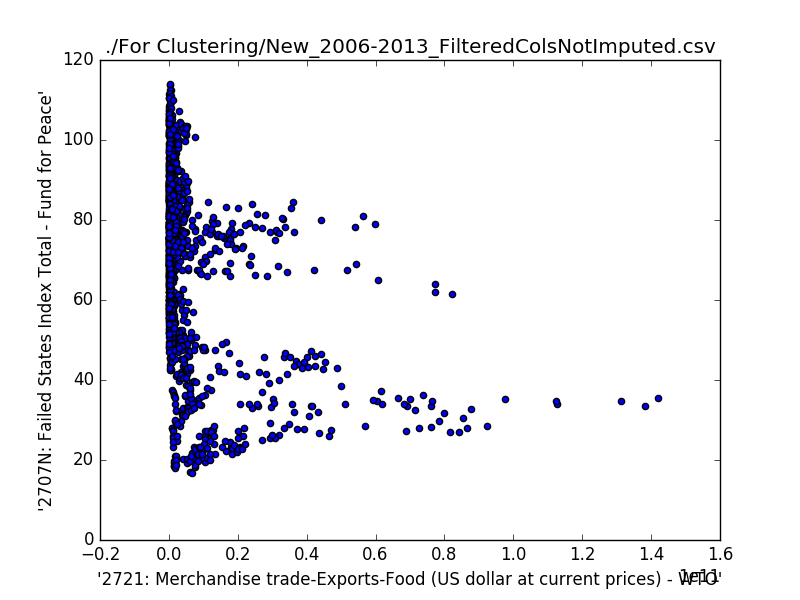 ./For Clustering/New_2006-2013_FilteredColsNotImputed.csv
120
100
80
60
40
20
0
'2707N: Failed States Index Total - Fund for Peace'
−0.2 0.0 0.2 0.4 0.6 0.8 1.0 1.2 1.4 1.6
1e11
'2721: Merchandise trade-Exports-Food (US dollar at current prices) - WTO'